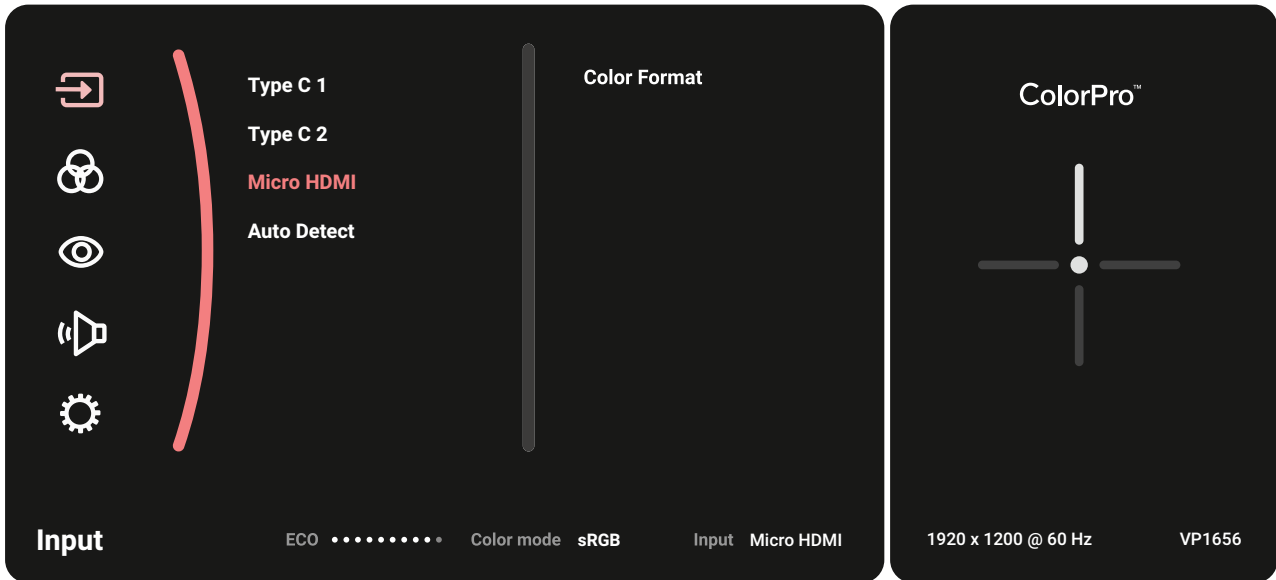 Type C 1
Type C 2
Micro HDMI
Auto Detect
Color Format
Input
ECO
Color mode sRGB
Input Micro HDMI
ColorPro™
1920 x 1200 @ 60 Hz
VP1656